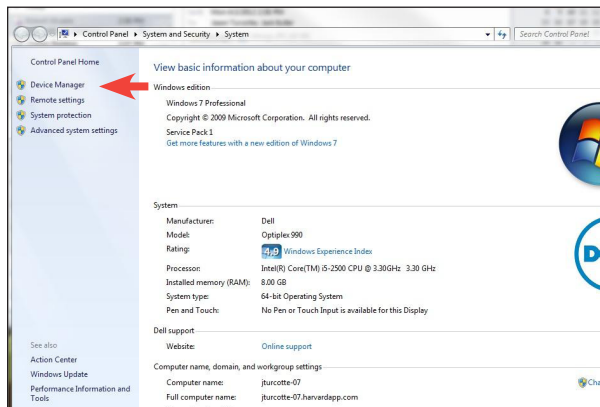 Control Panel ▸ System and Security ▸ System
Search Control Panel
Control Panel Home
Device Manager
Remote settings
System protection
Advanced system settings
View basic information about your computer
Windows edition
Windows 7 Professional
Copyright © 2009 Microsoft Corporation. All rights reserved.
Service Pack 1
Get more features with a new edition of Windows 7
System
Manufacturer: Dell
Model: Optiplex 990
Rating: 4,9 Windows Experience Index
Processor: Intel(R) Core(TM) i5-2500 CPU @ 3.30GHz 3.30 GHz
Installed memory (RAM): 8.00 GB
System type: 64-bit Operating System
Pen and Touch: No Pen or Touch Input is available for this Display
Dell support
Website: Online support
Computer name, domain, and workgroup settings
Computer name: jturcotte-07
Cha
Full computer name: jturcotte-07.harvardapp.com
See also
Action Center
Windows Update
Performance Information and
Tools